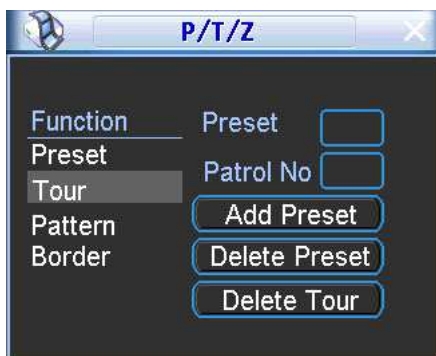 P/T/Z
Function
Preset
Tour
Pattern
Border
Preset
Patrol No
Add Preset
Delete Preset
Delete Tour